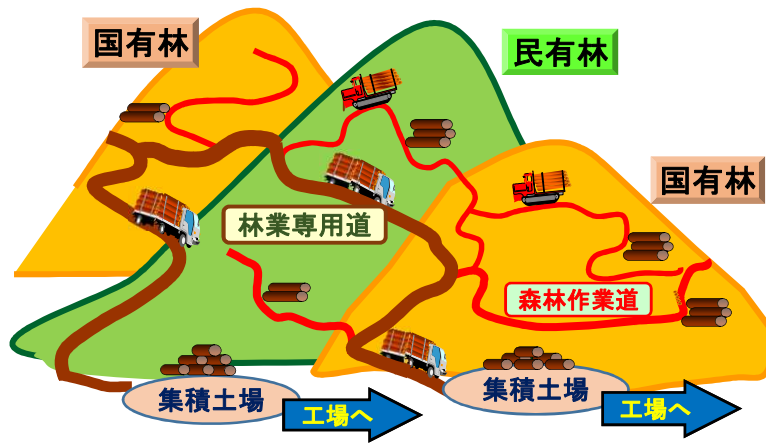 国有林
民有林
国有林
林業専用道
森林作業道
集積土場
工場へ
集積土場
工場へ